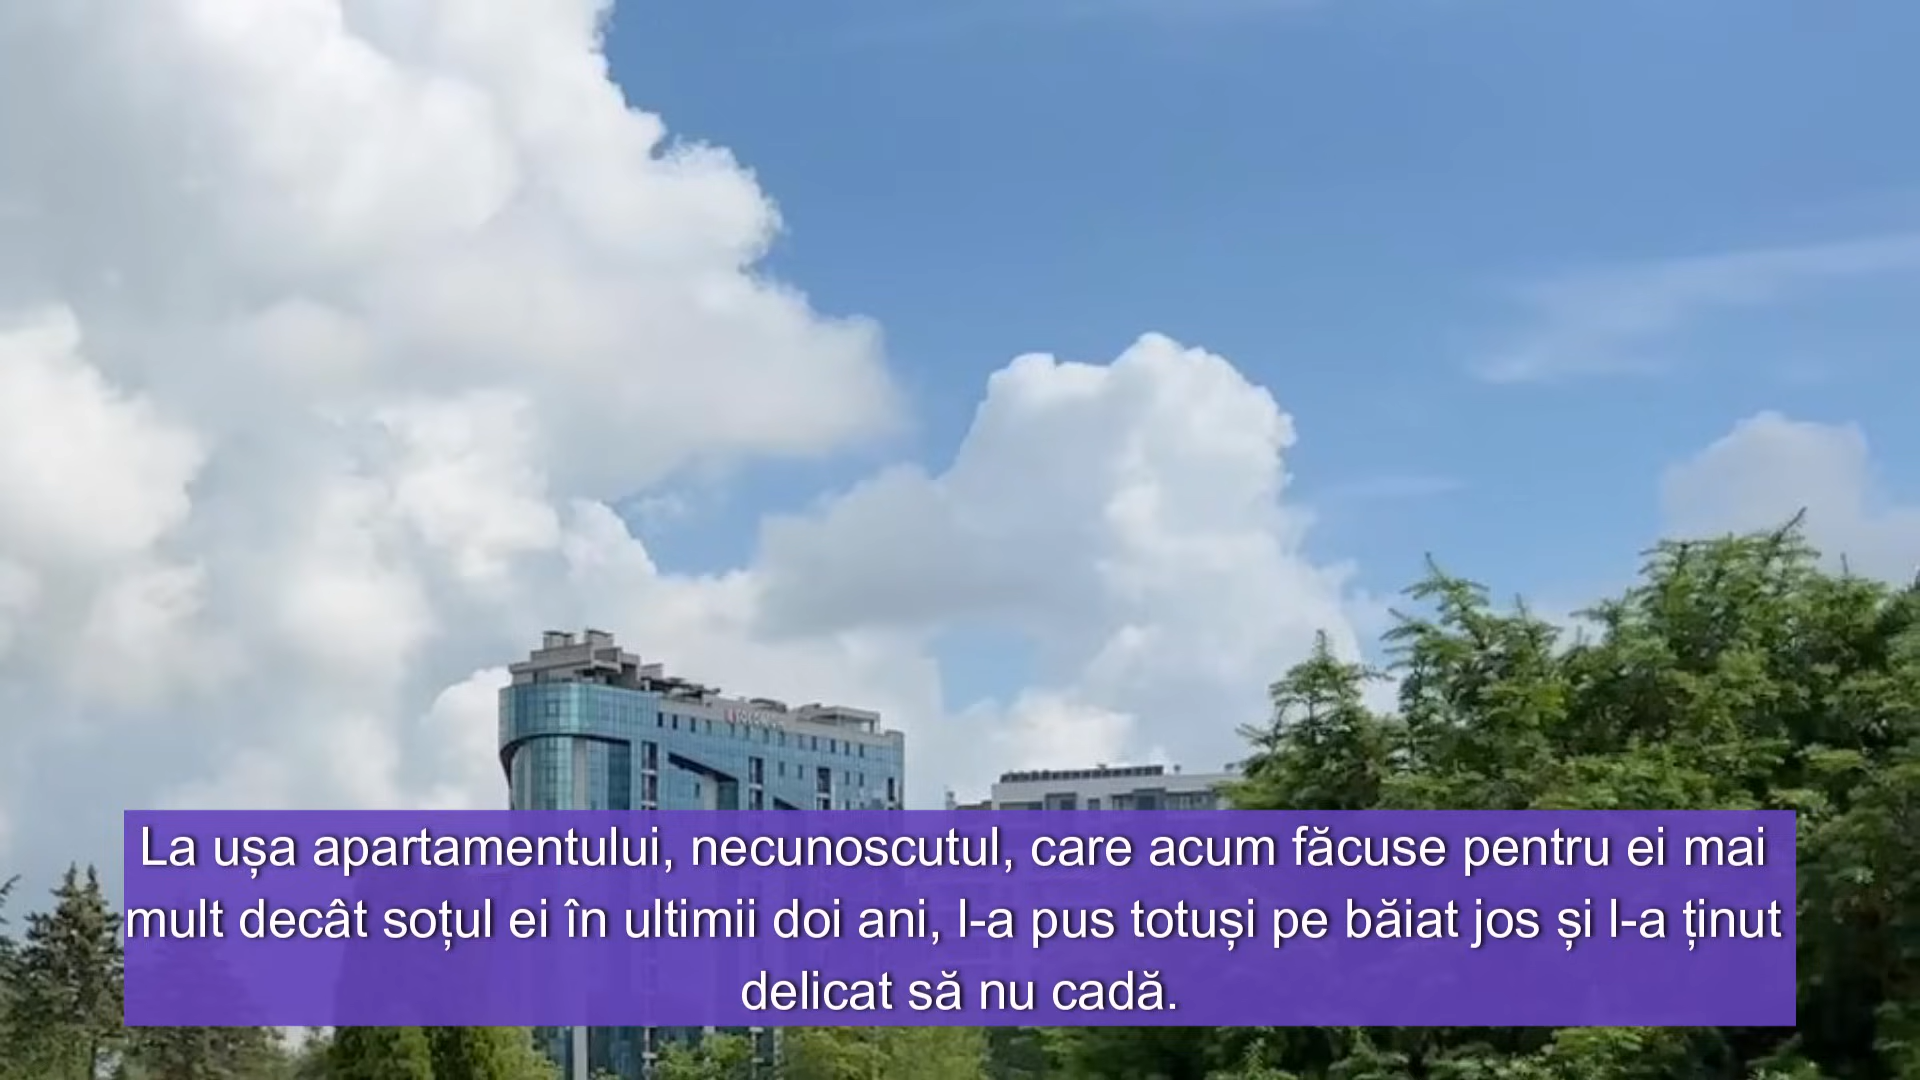 La ușa apartamentului, necunoscutul, care acum făcuse pentru ei mai
mult decât soțul ei în ultimii doi ani, l-a pus totuși pe băiat jos și l-a ținut
delicat să nu cadă.